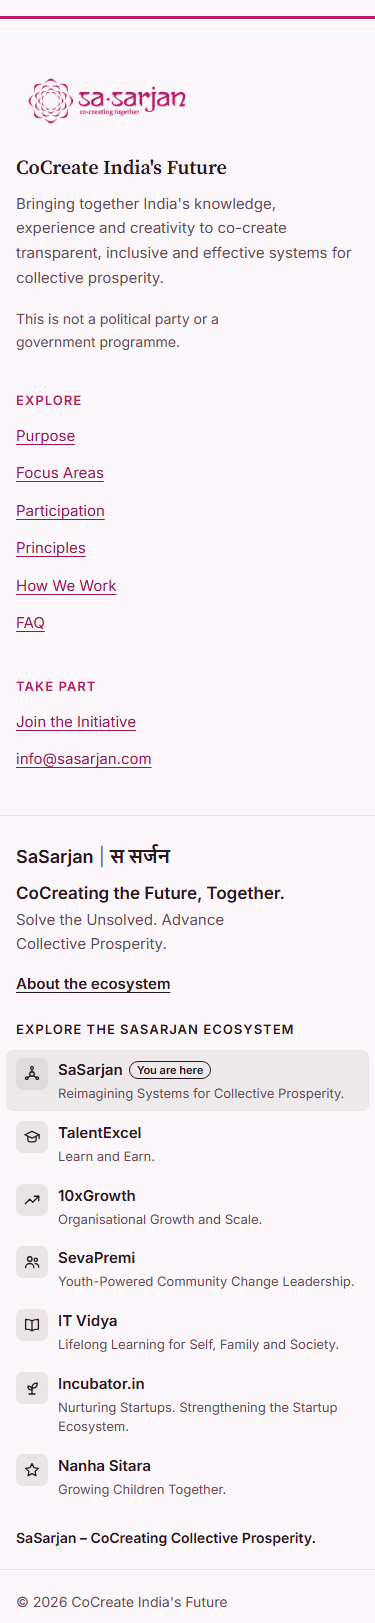 sa·sarjan
co-creating together
CoCreate India's Future
Bringing together India's knowledge,
experience and creativity to co-create
transparent, inclusive and effective systems for
collective prosperity.
This is not a political party or a
government programme.
EXPLORE
Purpose
Focus Areas
Participation
Principles
How We Work
FAQ
TAKE PART
Join the Initiative
info@sasarjan.com
SaSarjan | स सर्जन
CoCreating the Future, Together.
Solve the Unsolved. Advance
Collective Prosperity.
About the ecosystem
EXPLORE THE SASARJAN ECOSYSTEM
SaSarjan You are here
Reimagining Systems for Collective Prosperity.
TalentExcel
Learn and Earn.
10xGrowth
Organisational Growth and Scale.
SevaPremi
Youth-Powered Community Change Leadership.
IT Vidya
Lifelong Learning for Self, Family and Society.
Incubator.in
Nurturing Startups. Strengthening the Startup
Ecosystem.
Nanha Sitara
Growing Children Together.
SaSarjan – CoCreating Collective Prosperity.
© 2026 CoCreate India's Future